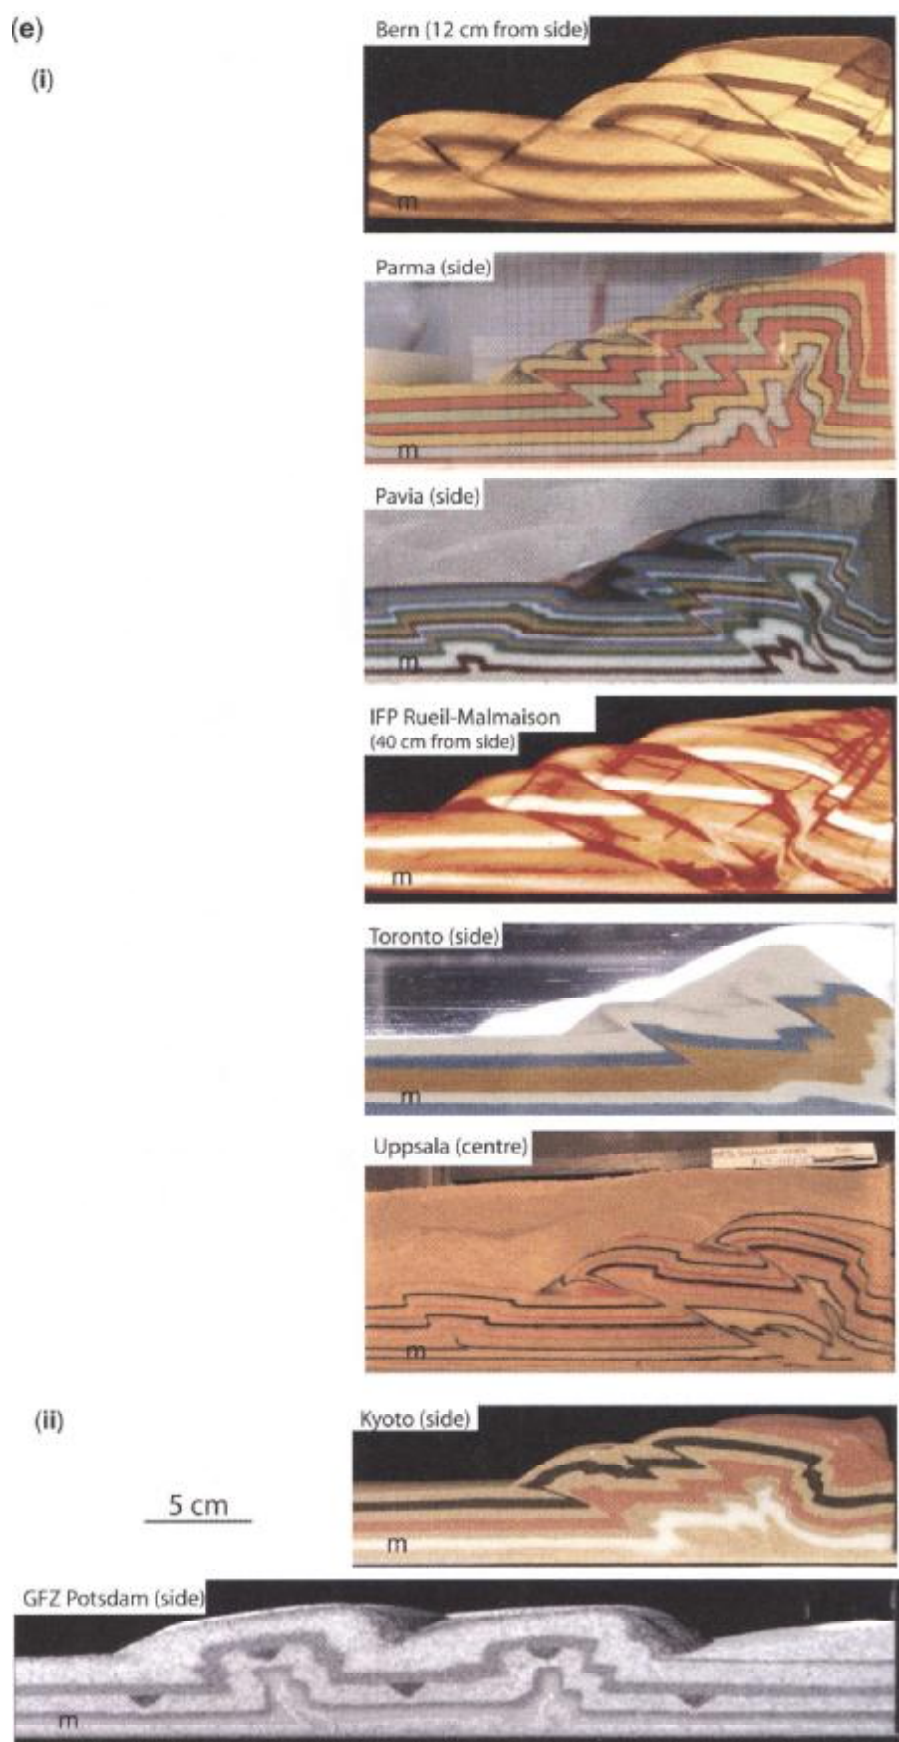 (e)
Bern (12 cm from side)
(i)
m
Parma (side)
m
Pavia (side)
m
IFP Rueil-Malmaison
(40 cm from side)
m
Toronto (side)
m
Uppsala (centre)
m
(ii)
Kyoto (side)
5 cm
m
GFZ Potsdam (side)
m